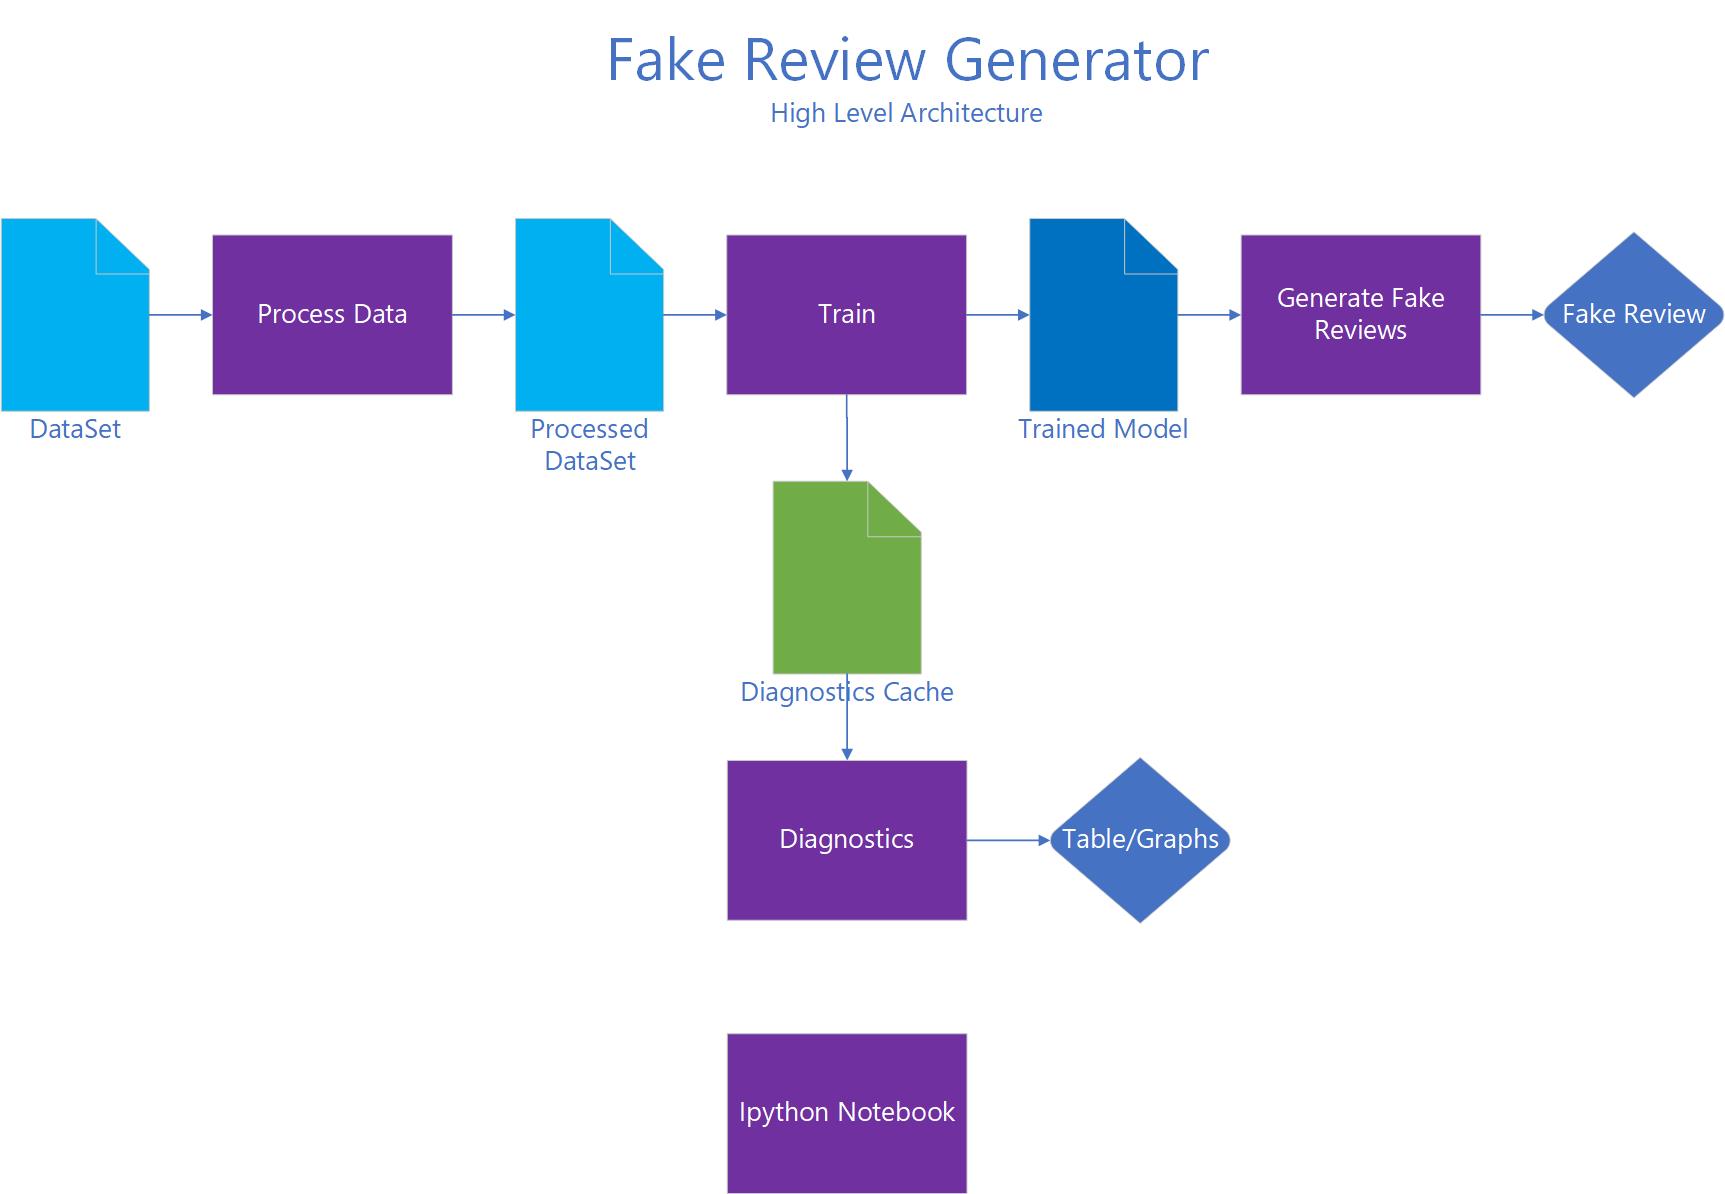 Fake Review Generator
High Level Architecture
Process Data
Train
Generate Fake
Reviews
Fake Review
DataSet
Processed
DataSet
Trained Model
Diagnostics Cache
Diagnostics
Table/Graphs
Ipython Notebook